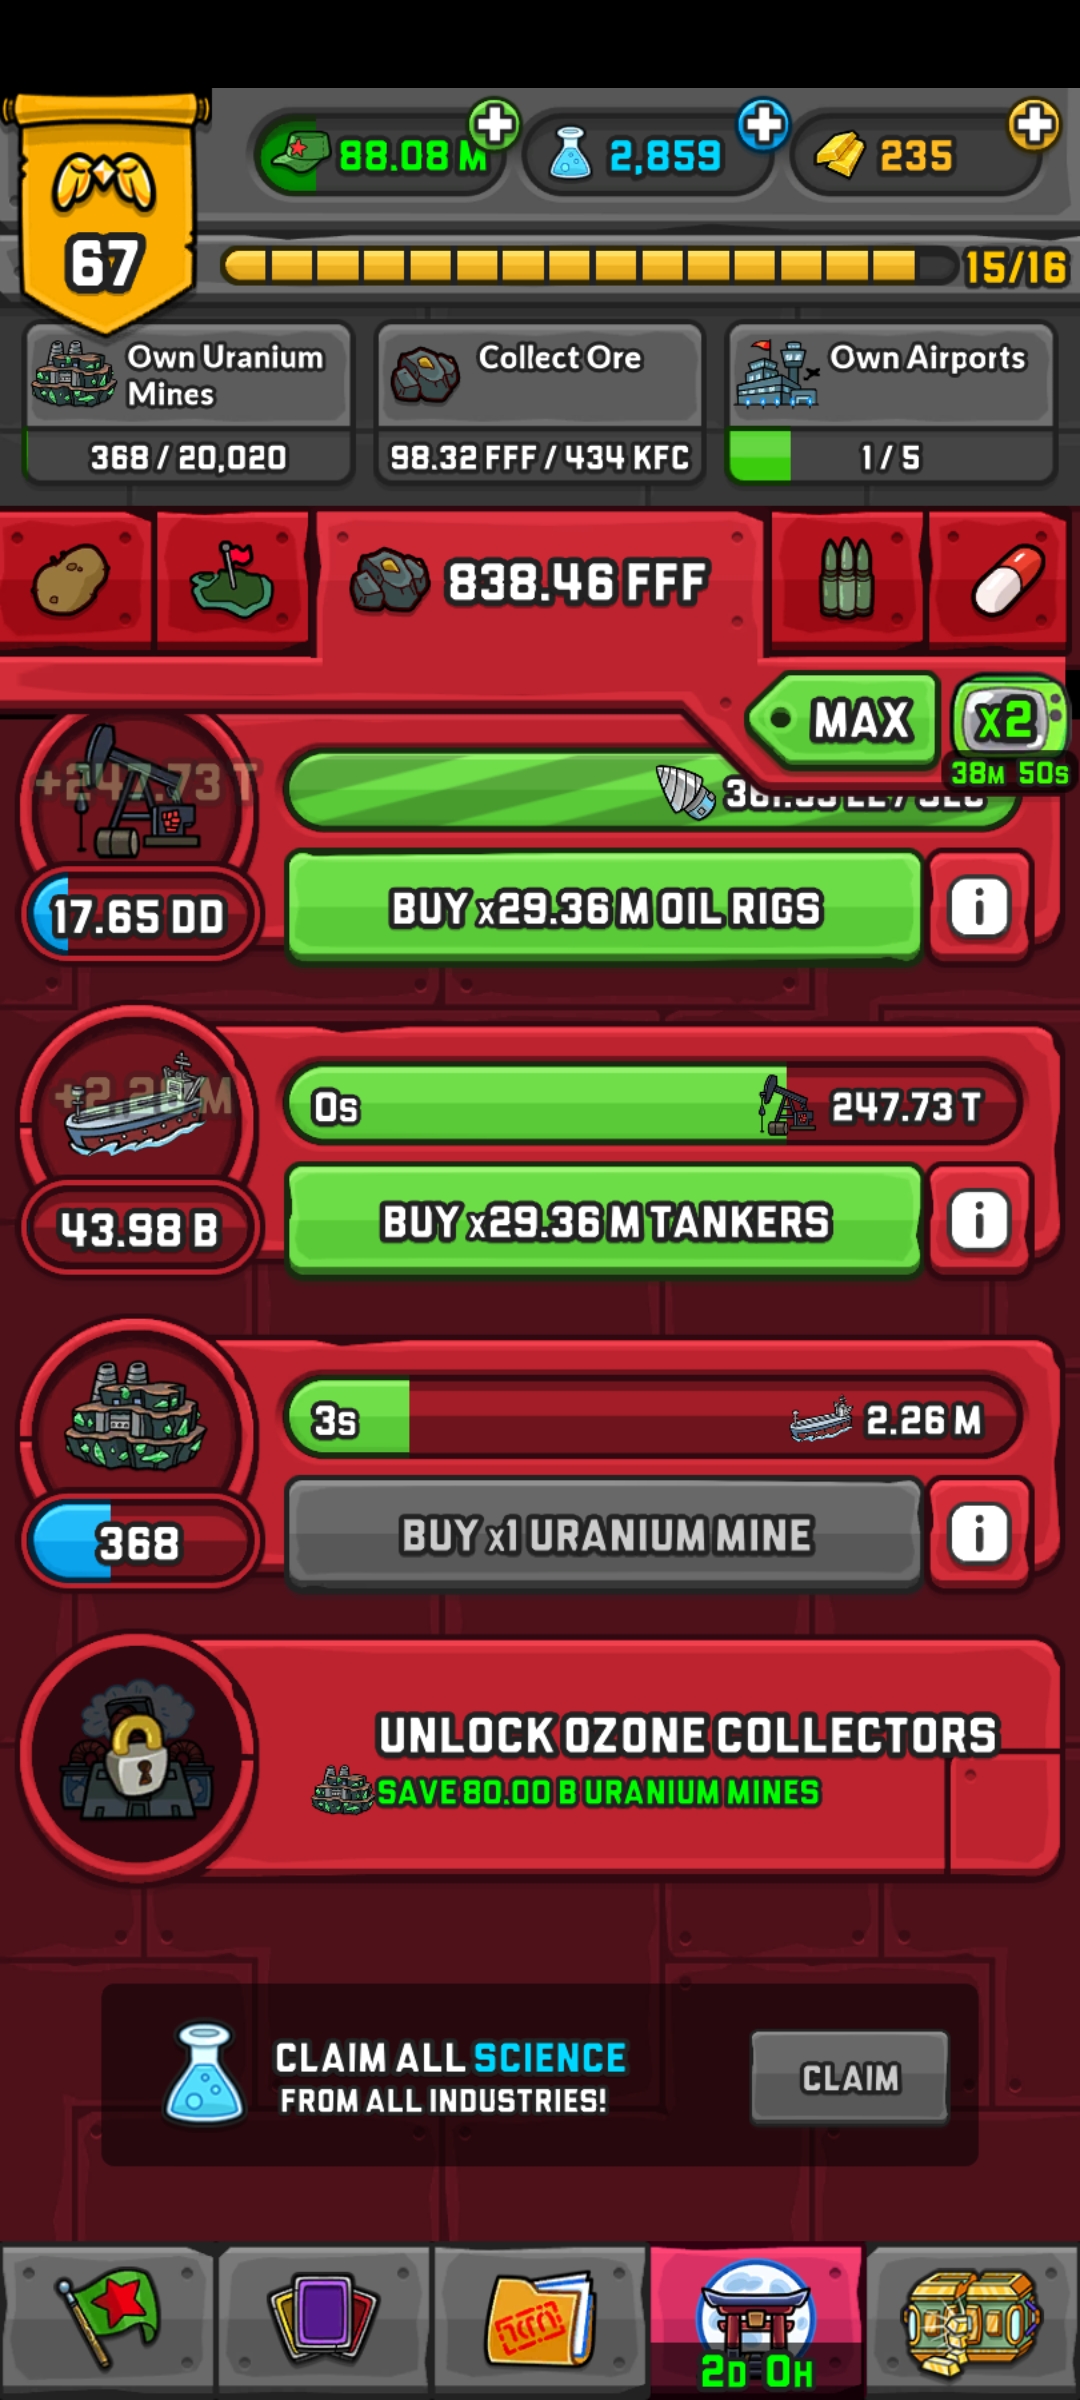 88.08 M
2,859
235
67
15/16
Own Uranium
Mines
368 / 20,020
Collect Ore
98.32 FFF / 434 KFC
Own Airports
1 / 5
838.46 FFF
MAX
x2
38M 50S
+247.73 T
17.65 DD
BUY x29.36 M OIL RIGS
i
0s
247.73 T
43.98 B
BUY x29.36 M TANKERS
i
3s
2.26 M
368
BUY x1 URANIUM MINE
i
UNLOCK OZONE COLLECTORS
SAVE 80.00 B URANIUM MINES
CLAIM ALL SCIENCE
FROM ALL INDUSTRIES!
CLAIM
2D 0H